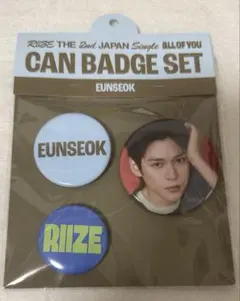 RIIZE THE 2nd JAPAN Single ALL OF YOU
CAN BADGE SET
EUNSEOK
EUNSEOK
RIIZE